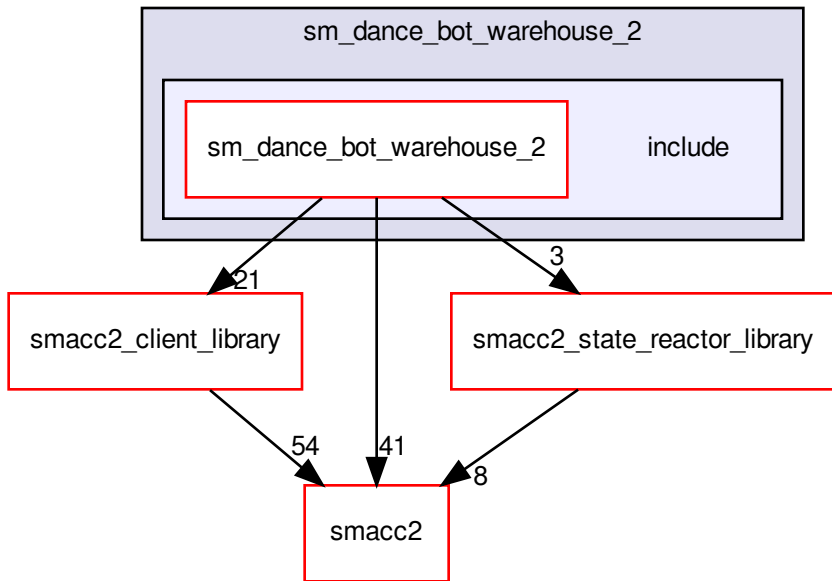 sm_dance_bot_warehouse_2
sm_dance_bot_warehouse_2
include
3
21
smacc2_client_library
smacc2_state_reactor_library
54
41
8
smacc2